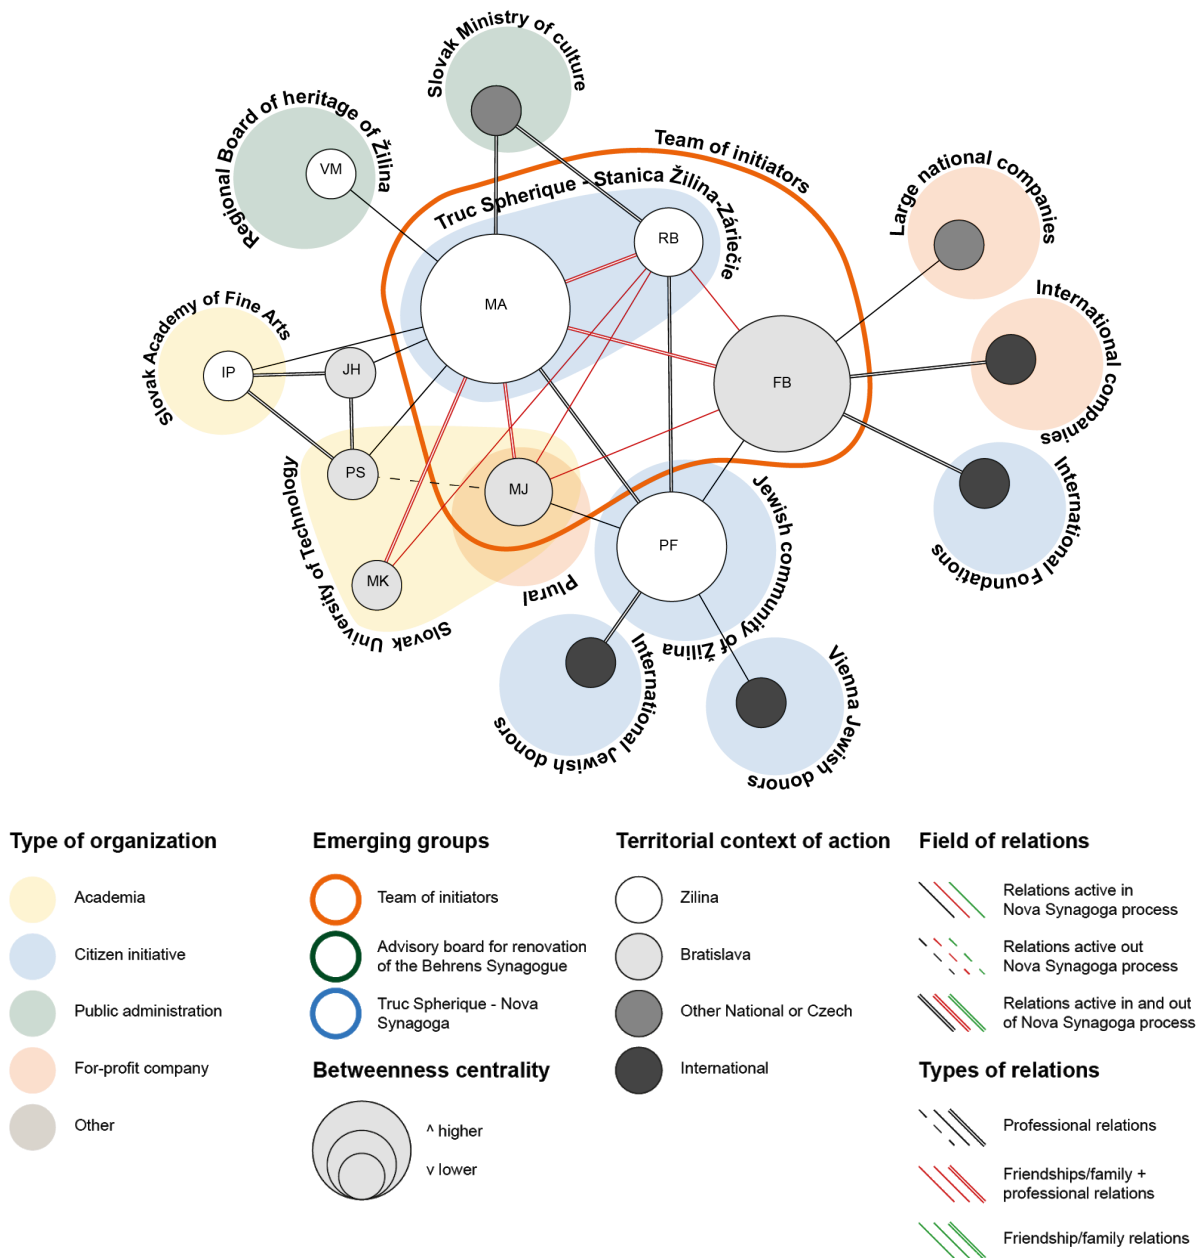 Slovak Ministry of culture
Regional Board of heritage of Žilina
VM
Team of initiators
Truc Spherique - Stanica Žilina-Záriečie
RB
Large national companies
MA
International companies
Slovak Academy of Fine Arts
IP
JH
FB
PS
MJ
International Foundations
Slovak University of Technology
MK
Plural
PF
Jewish community of Žilina
International Jewish donors
Vienna Jewish donors
Type of organization
Academia
Citizen initiative
Public administration
For-profit company
Other
Emerging groups
Team of initiators
Advisory board for renovation
of the Behrens Synagogue
Truc Spherique - Nova
Synagoga
Betweenness centrality
^ higher
v lower
Territorial context of action
Zilina
Bratislava
Other National or Czech
International
Field of relations
Relations active in
Nova Synagoga process
Relations active out
Nova Synagoga process
Relations active in and out
of Nova Synagoga process
Types of relations
Professional relations
Friendships/family +
professional relations
Friendship/family relations